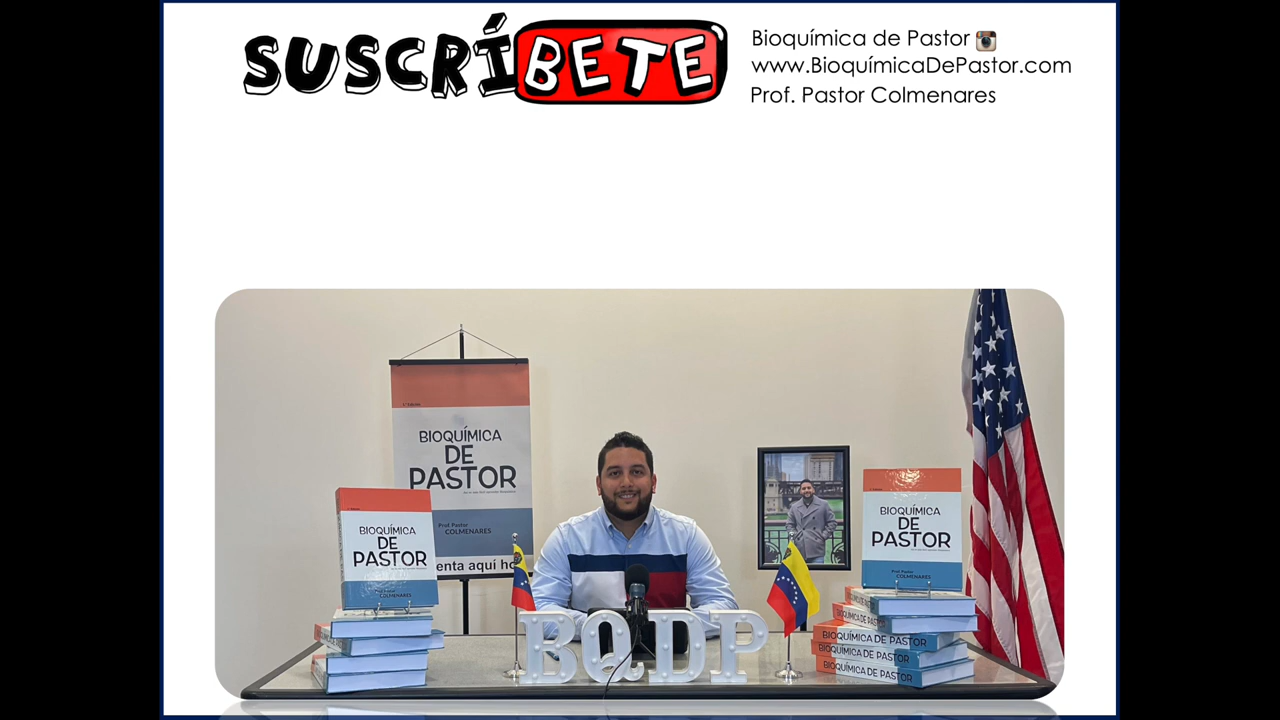 SUSCRÍBETE
Bioquímica de Pastor
www.BioquímicaDePastor.com
Prof. Pastor Colmenares
BIOQUÍMICA
DE
PASTOR
Prof. Pastor
COLMENARES
enta aquí ho
BIOQUÍMICA
DE
PASTOR
Prof. Pastor
COLMENARES
BIOQUÍMICA
DE
PASTOR
Prof. Pastor
COLMENARES
BIOQUÍMICA DE PASTOR
BIOQUÍMICA DE PASTOR
BIOQUÍMICA DE PASTOR
BQDP